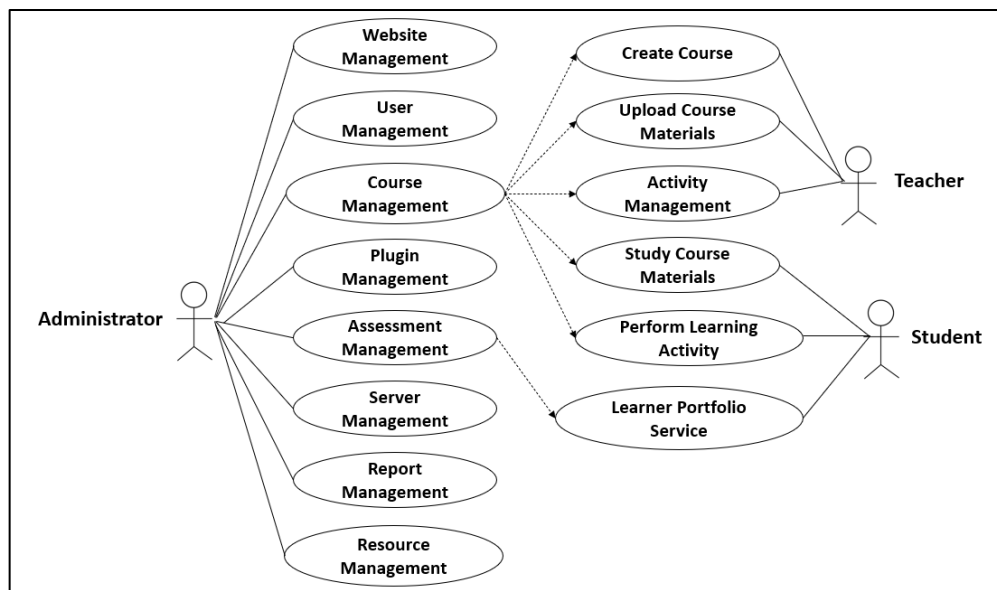 Website
Management
User
Management
Course
Management
Plugin
Management
Assessment
Management
Server
Management
Report
Management
Resource
Management
Administrator
Create Course
Upload Course
Materials
Activity
Management
Study Course
Materials
Perform Learning
Activity
Learner Portfolio
Service
Teacher
Student